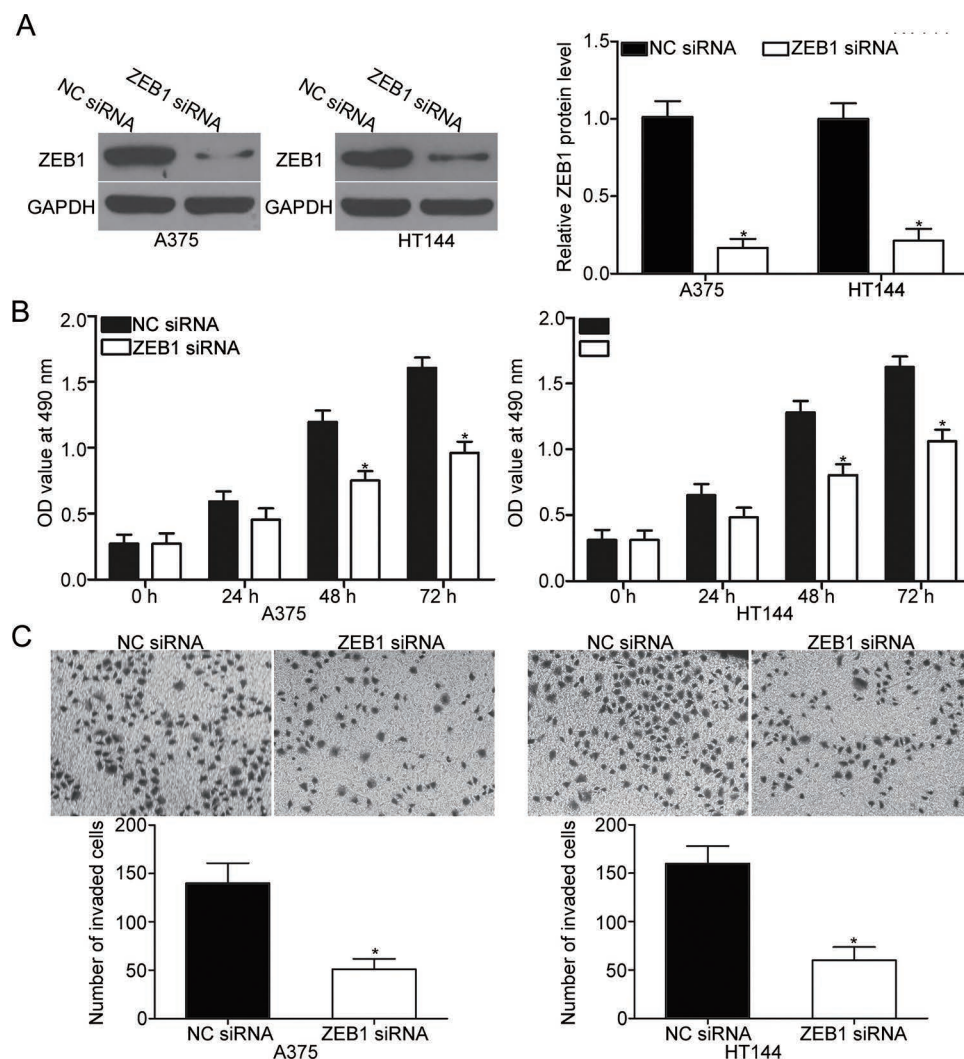 A
NC siRNA
ZEB1 siRNA
ZEB1
GAPDH
A375
NC siRNA
ZEB1 siRNA
ZEB1
GAPDH
HT144
NC siRNA
ZEB1 siRNA
Relative ZEB1 protein level
1.5
1.0
0.5
0.0
*
*
A375
HT144
B
NC siRNA
ZEB1 siRNA
OD value at 490 nm
2.0
1.5
1.0
0.5
0.0
*
*
0 h 24 h 48 h 72 h
A375
OD value at 490 nm
2.0
1.5
1.0
0.5
0.0
*
*
0 h 24 h 48 h 72 h
HT144
C
NC siRNA ZEB1 siRNA
Number of invaded cells
200
150
100
50
0
*
NC siRNA ZEB1 siRNA
A375
NC siRNA ZEB1 siRNA
Number of invaded cells
200
150
100
50
0
*
NC siRNA ZEB1 siRNA
HT144